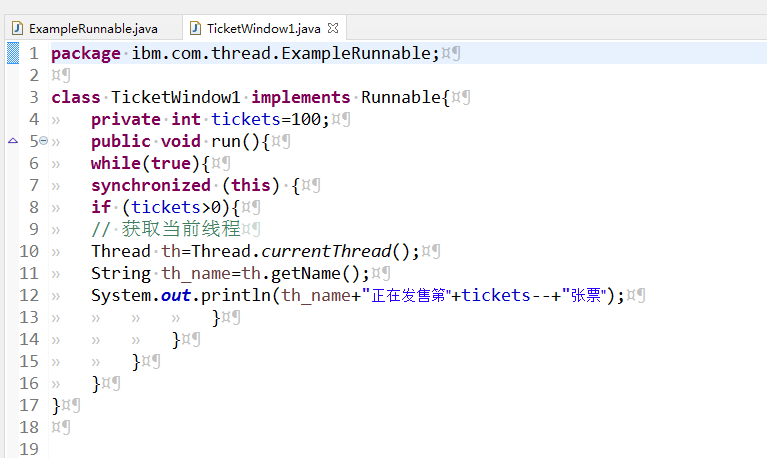 ExampleRunnable.java TicketWindow1.java
1 package ibm.com.thread.ExampleRunnable;
2
3 class TicketWindow1 implements Runnable{
4 private int tickets=100;
5 public void run(){
6 while(true){
7 synchronized (this) {
8 if (tickets>0){
9 // 获取当前线程
10 Thread th=Thread.currentThread();
11 String th_name=th.getName();
12 System.out.println(th_name+"正在发售第"+tickets--+"张票");
13 }
14 }
15 }
16 }
17 }
18
19